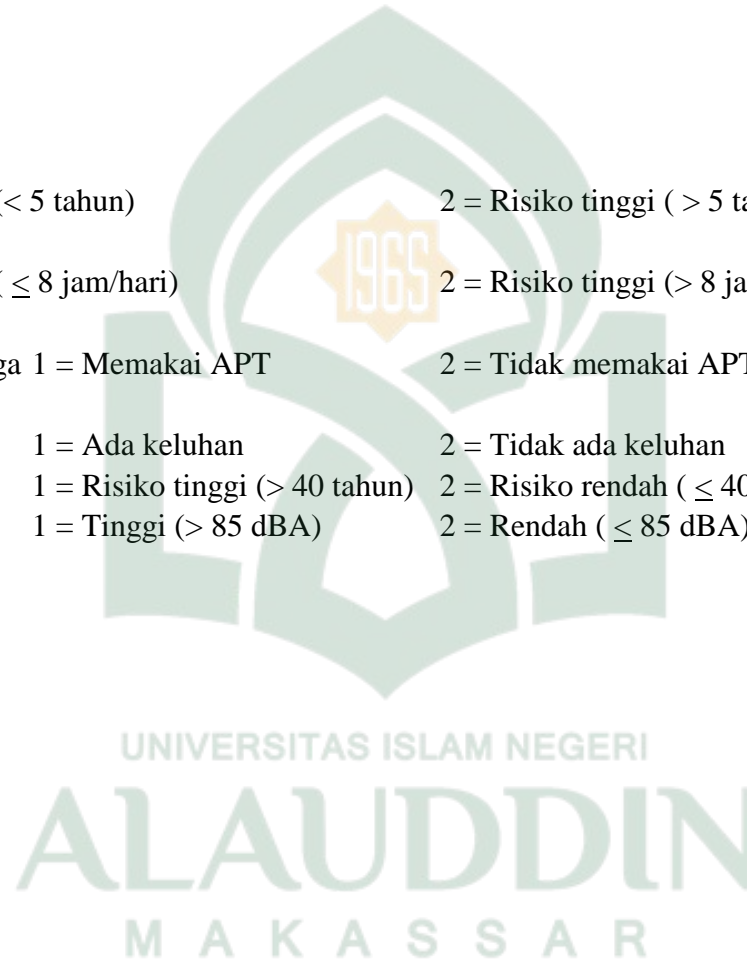 (< 5 tahun) 2 = Risiko tinggi ( > 5 ta
( ≤ 8 jam/hari) 2 = Risiko tinggi (> 8 ja
ga 1 = Memakai APT 2 = Tidak memakai APT
1 = Ada keluhan 2 = Tidak ada keluhan
1 = Risiko tinggi (> 40 tahun) 2 = Risiko rendah ( ≤ 40
1 = Tinggi (> 85 dBA) 2 = Rendah ( ≤ 85 dBA)
1965
UNIVERSITAS ISLAM NEGERI
ALAUDDIN
MAKASSAR